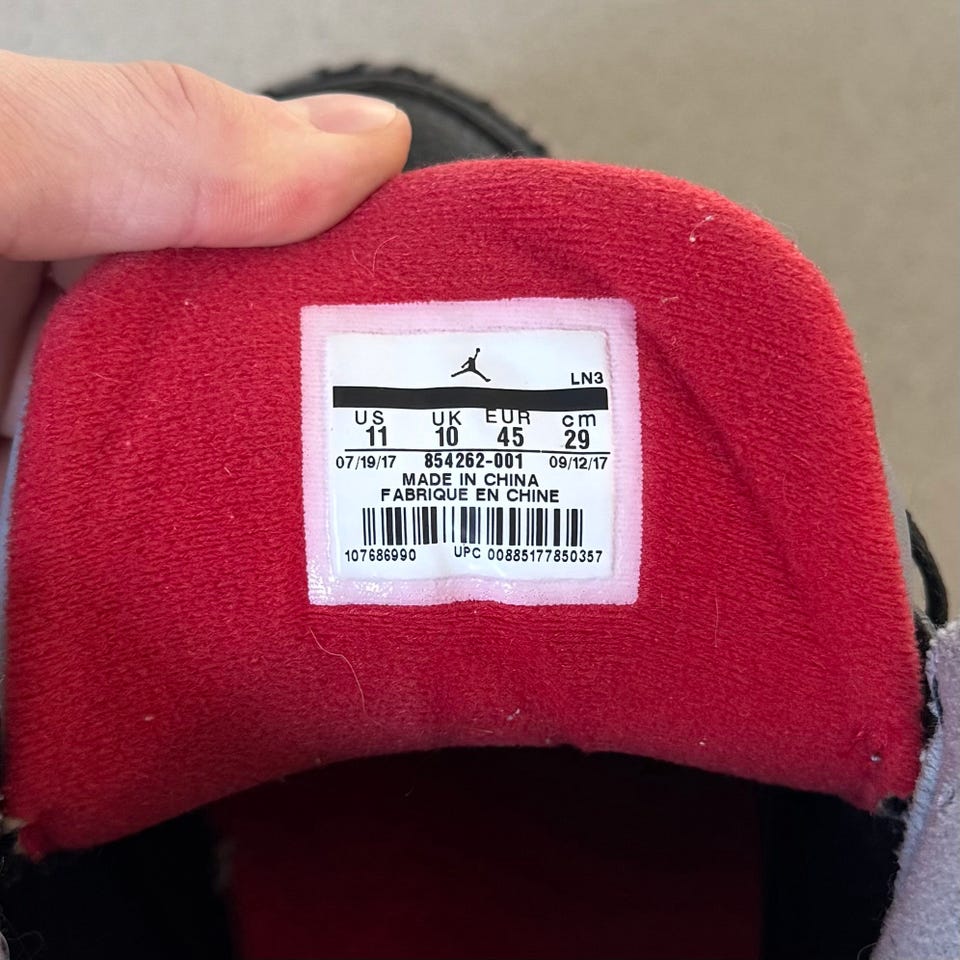 LN3
US UK EUR cm
11 10 45 29
07/19/17 854262-001 09/12/17
MADE IN CHINA
FABRIQUE EN CHINE
107686990 UPC 00885177850357